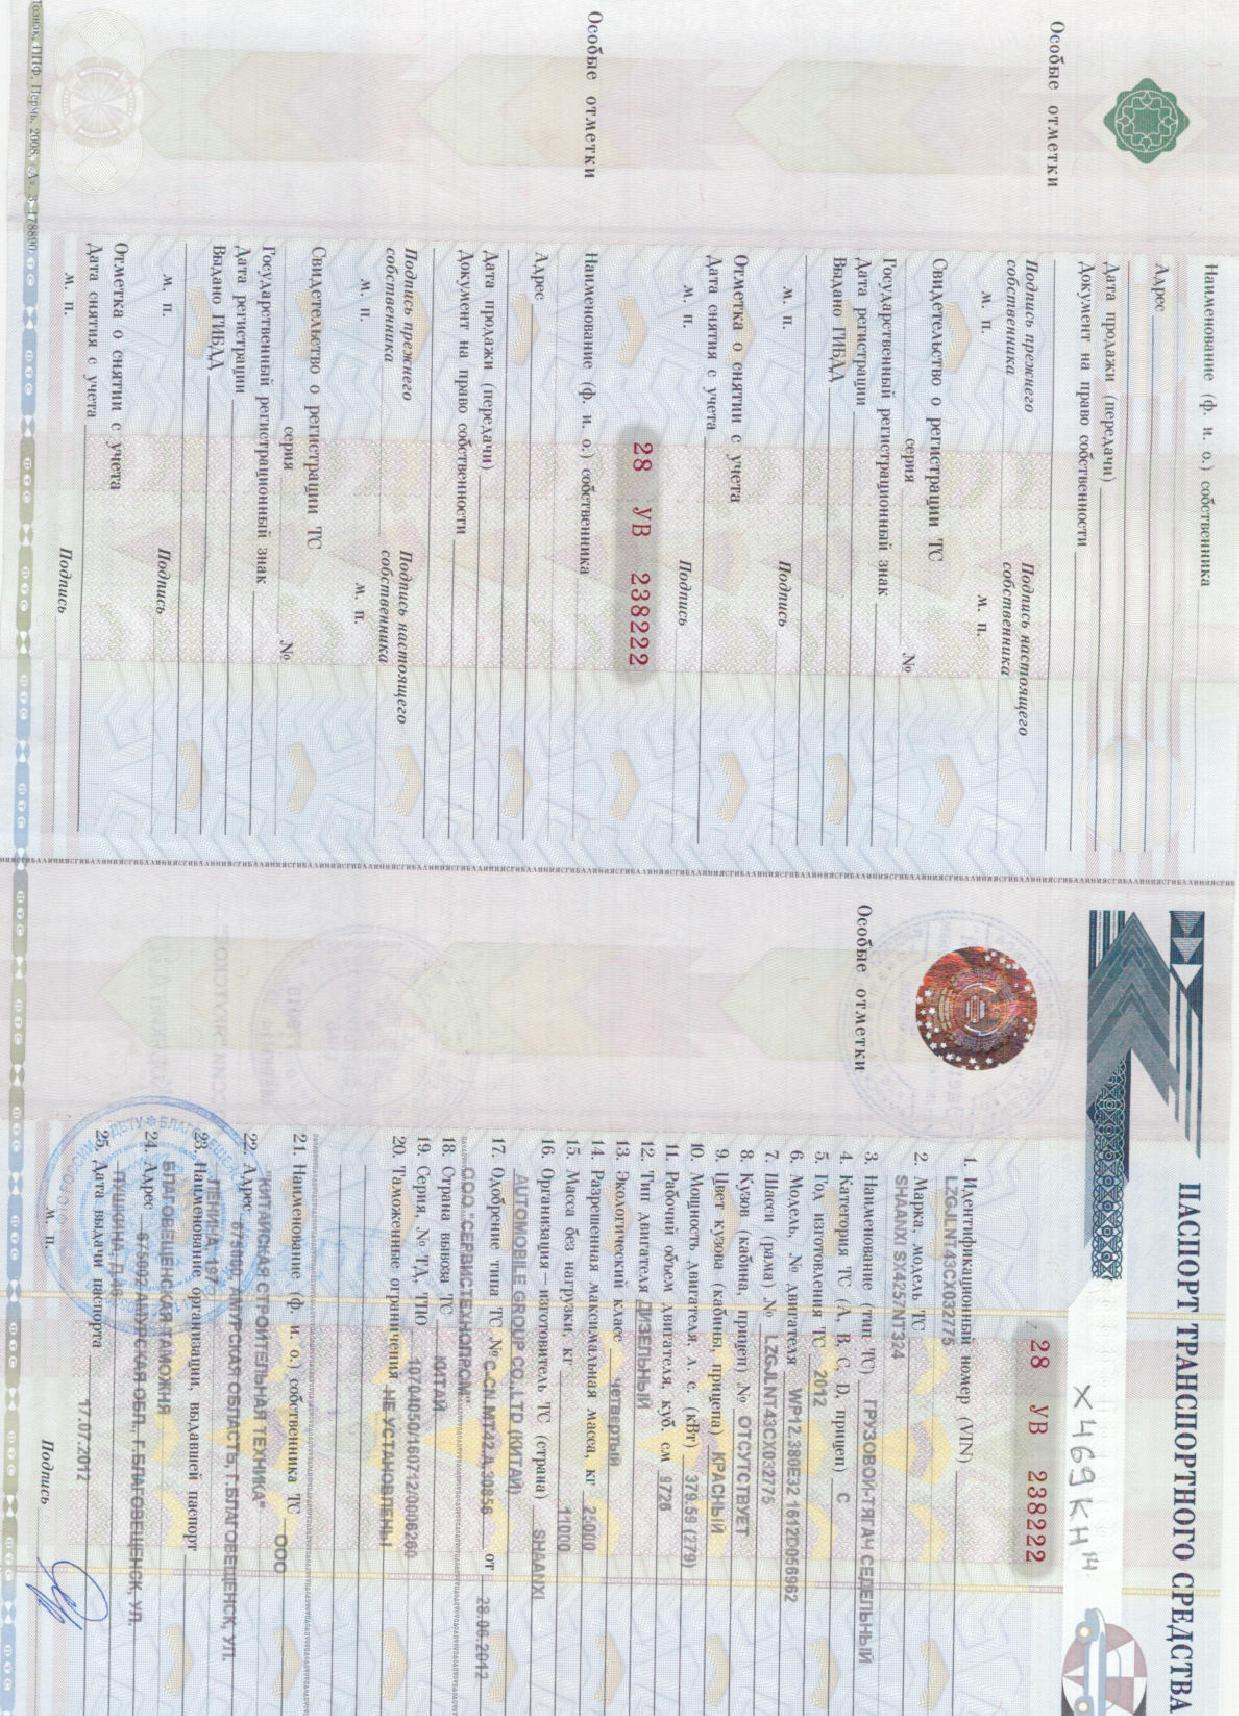 ПАСПОРТ ТРАНСПОРТНОГО СРЕДСТВА
Х469КН 14
28 УВ 238222
1. Идентификационный номер (VIN)
LZGJLNT43CX032775
2. Марка, модель ТС
SHAANXI SX4257NT324
3. Наименование (тип ТС) ГРУЗОВОЙ-ТЯГАЧ СЕДЕЛЬНЫЙ
4. Категория ТС (А, В, С, D, прицеп) С
5. Год изготовления ТС 2012
6. Модель, № двигателя WP12.380E32 1612D056962
7. Шасси (рама) № LZGJLNT43CX032775
8. Кузов (кабина, прицеп) № ОТСУТСТВУЕТ
9. Цвет кузова (кабины, прицепа) КРАСНЫЙ
10. Мощность двигателя, л. с. (кВт) 379.59 (279)
11. Рабочий объем двигателя, куб. см 9726
12. Тип двигателя ДИЗЕЛЬНЫЙ
13. Экологический класс четвертый
14. Разрешенная максимальная масса, кг 25000
15. Масса без нагрузки, кг 11000
16. Организация—изготовитель ТС (страна) SHAANXI
AUTOMOBILE GROUP CO.,LTD (КИТАЙ)
17. Одобрение типа ТС № C-CN.MT42.A.30856 от 28.06.2012
О.О.О. "СЕРВИСТЕХНОПРОМ"
18. Страна вывоза ТС КИТАЙ
19. Серия, № ТД, ТПО 10704050/160712/0006260
20. Таможенные ограничения НЕ УСТАНОВЛЕНЫ
21. Наименование (ф. и. о.) собственника ТС ООО
"КИТАЙСКАЯ СТРОИТЕЛЬНАЯ ТЕХНИКА"
22. Адрес 675000, АМУРСКАЯ ОБЛАСТЬ, Г.БЛАГОВЕЩЕНСК, УЛ.
ЛЕНИНА, 197
23. Наименование организации, выдавшей паспорт
БЛАГОВЕЩЕНСКАЯ ТАМОЖНЯ
24. Адрес 675002 АМУРСКАЯ ОБЛ., Г.БЛАГОВЕЩЕНСК, УЛ.
ПУШКИНА, Д.46
25. Дата выдачи паспорта 17.07.2012
м. п.
Подпись
Особые отметки
Наименование (ф. и. о.) собственника
Адрес
Дата продажи (передачи)
Документ на право собственности
Подпись прежнего собственника
Подпись настоящего собственника
м. п.
м. п.
Свидетельство о регистрации ТС
серия №
Государственный регистрационный знак
Дата регистрации
Выдано ГИБДД
м. п.
Подпись
Отметка о снятии с учета
Дата снятия с учета
м. п.
Подпись
Особые отметки
28 УВ 238222
Наименование (ф. и. о.) собственника
Адрес
Дата продажи (передачи)
Документ на право собственности
Подпись прежнего собственника
Подпись настоящего собственника
м. п.
м. п.
Свидетельство о регистрации ТС
серия №
Государственный регистрационный знак
Дата регистрации
Выдано ГИБДД
м. п.
Подпись
Отметка о снятии с учета
Дата снятия с учета
м. п.
Подпись
Особые отметки